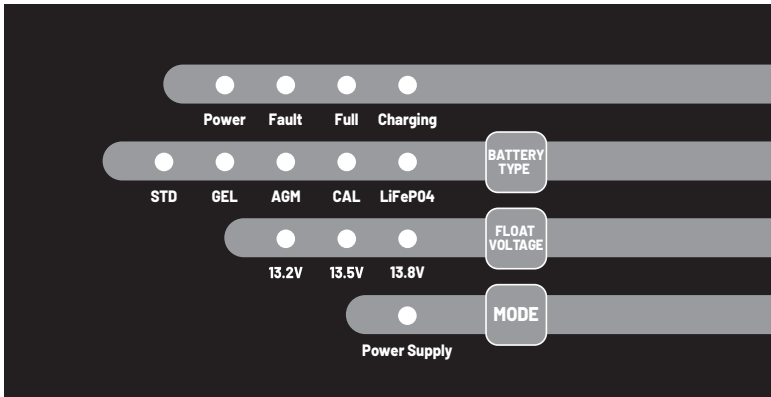 Power Fault Full Charging
BATTERY
TYPE
STD GEL AGM CAL LiFePO4
FLOAT
VOLTAGE
13.2V 13.5V 13.8V
MODE
Power Supply